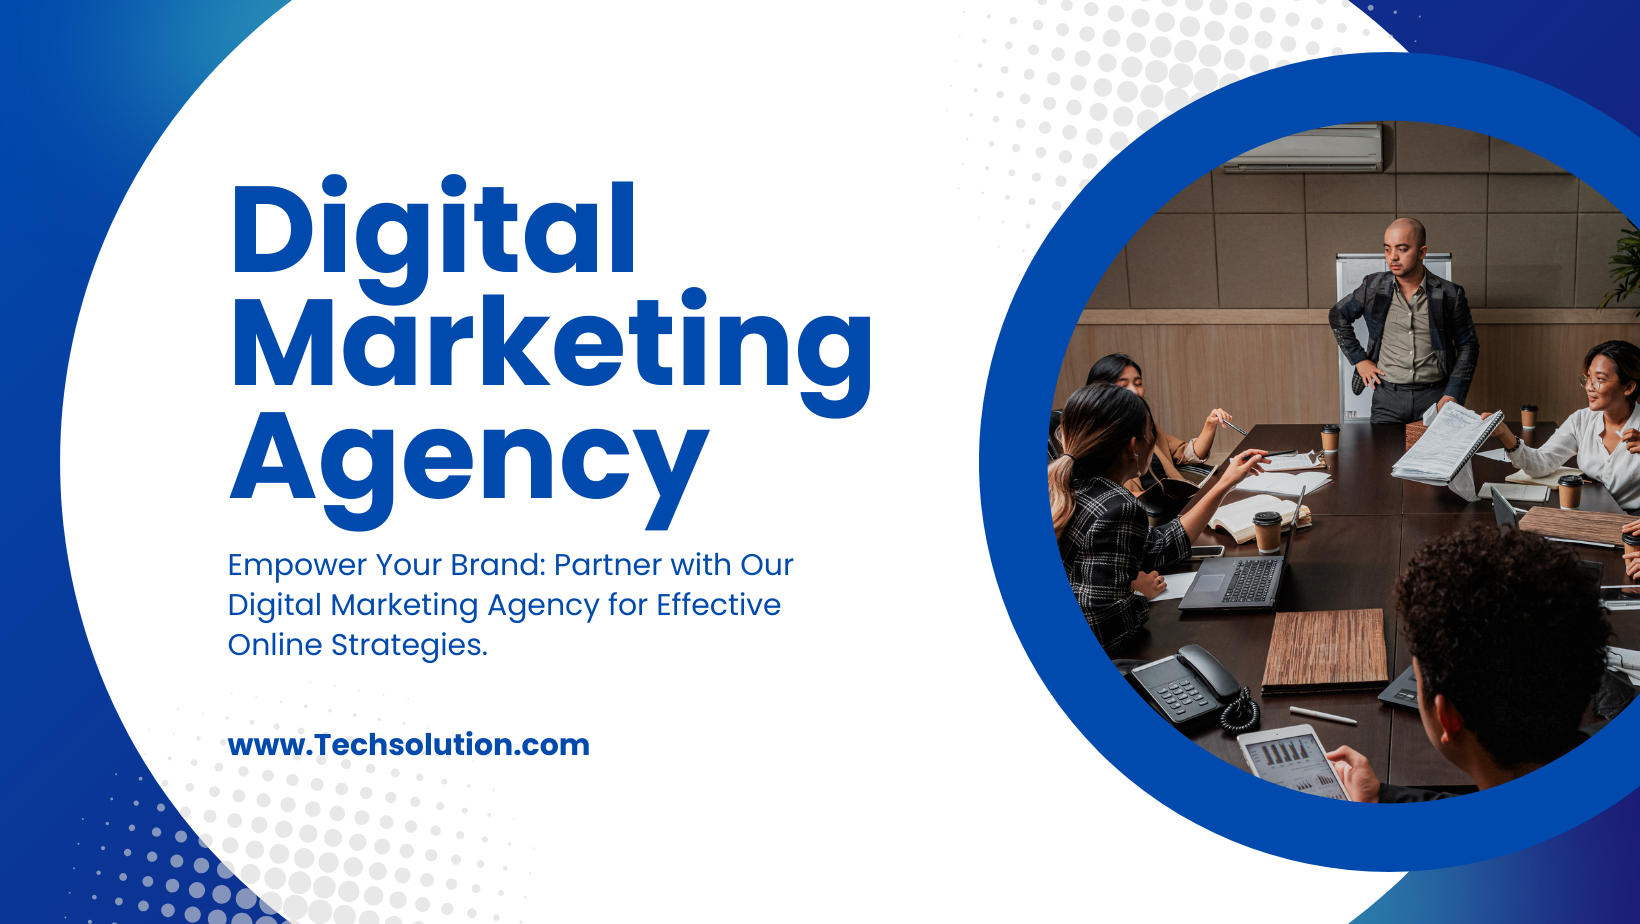 Digital
Marketing
Agency
Empower Your Brand: Partner with Our
Digital Marketing Agency for Effective
Online Strategies.
www.Techsolution.com